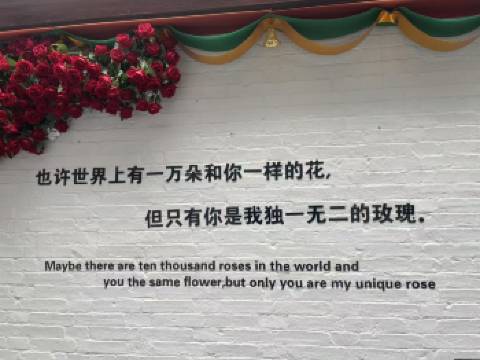 也许世界上有一万朵和你一样的花,
但只有你是我独一无二的玫瑰。
Maybe there are ten thousand roses in the world and
you the same flower,but only you are my unique rose